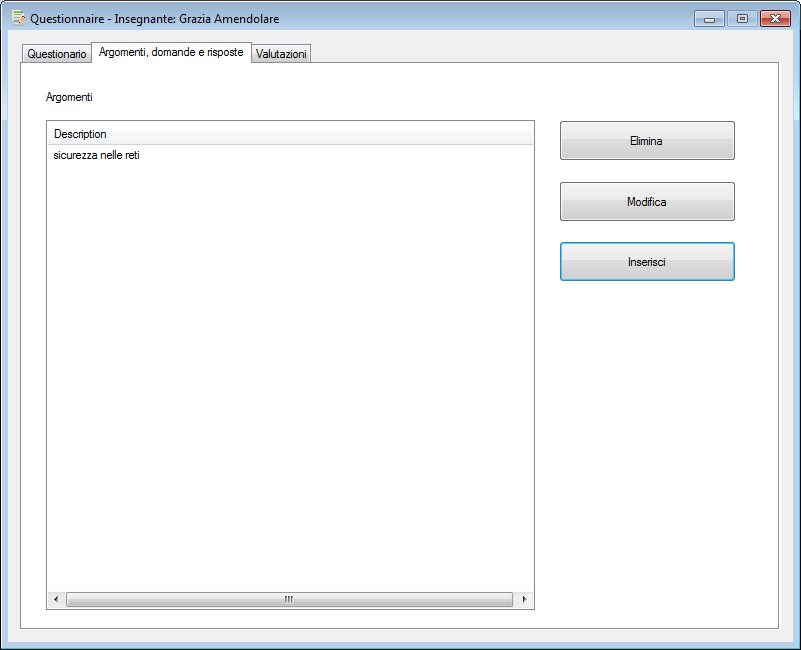 Questionnaire - Insegnante: Grazia Amendolare
Questionario
Argomenti, domande e risposte
Valutazioni
Argomenti
Description
sicurezza nelle reti
Elimina
Modifica
Inserisci